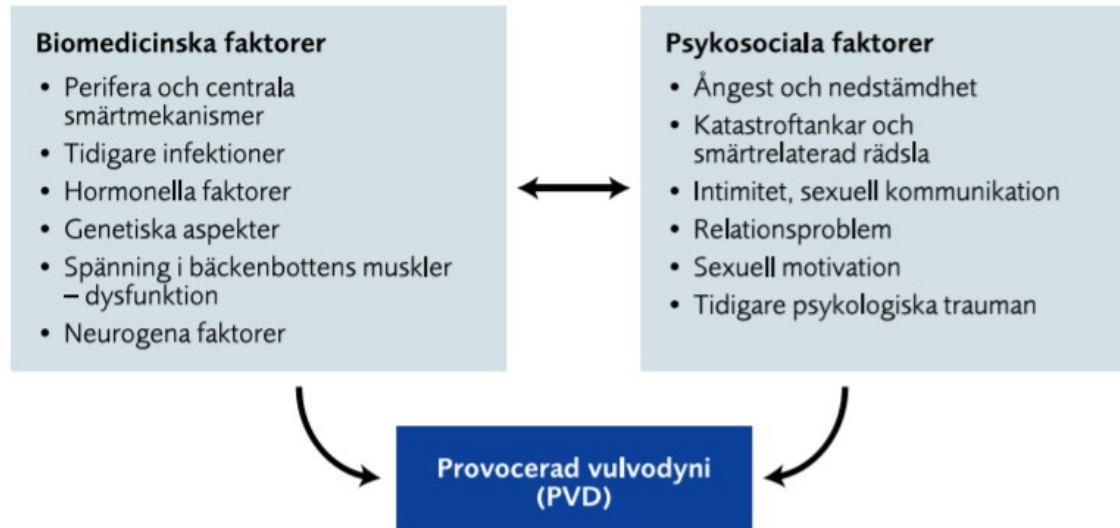 Biomedicinska faktorer
• Perifera och centrala
smärtmekanismer
• Tidigare infektioner
• Hormonella faktorer
• Genetiska aspekter
• Spänning i bäckenbottens muskler
– dysfunktion
• Neurogena faktorer
Psykosociala faktorer
• Ångest och nedstämdhet
• Katastroftankar och
smärtrelaterad rädsla
• Intimitet, sexuell kommunikation
• Relationsproblem
• Sexuell motivation
• Tidigare psykologiska trauman
Provocerad vulvodyni
(PVD)